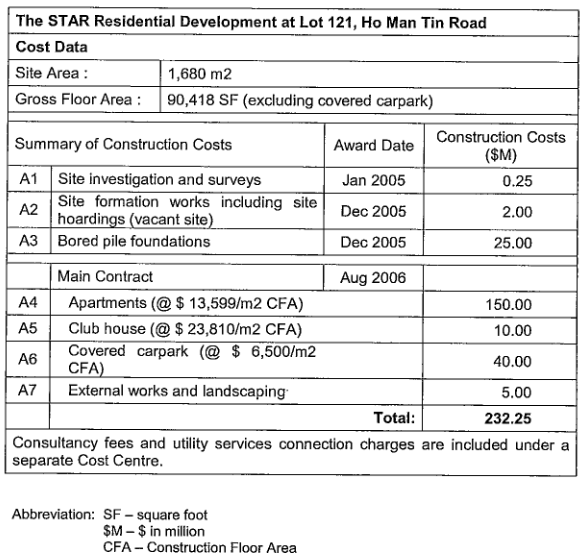 The STAR Residential Development at Lot 121, Ho Man Tin Road
Cost Data
Site Area : 1,680 m2
Gross Floor Area : 90,418 SF (excluding covered carpark)
Summary of Construction Costs Award Date Construction Costs
($M)
A1 Site investigation and surveys Jan 2005 0.25
A2 Site formation works including site
hoardings (vacant site) Dec 2005 2.00
A3 Bored pile foundations Dec 2005 25.00
Main Contract Aug 2006
A4 Apartments (@ $ 13,599/m2 CFA) 150.00
A5 Club house (@ $ 23,810/m2 CFA) 10.00
A6 Covered carpark (@ $ 6,500/m2
CFA) 40.00
A7 External works and landscaping 5.00
Total: 232.25
Consultancy fees and utility services connection charges are included under a
separate Cost Centre.
Abbreviation: SF – square foot
$M – $ in million
CFA – Construction Floor Area